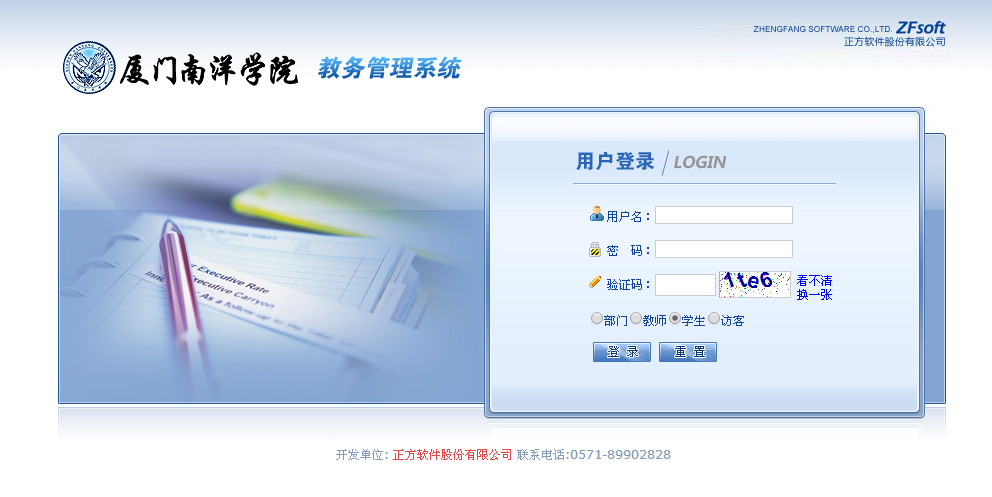 ZHENGFANG SOFTWARE CO.,LTD. ZFsoft
正方软件股份有限公司
厦门南洋学院 教务管理系统
用户登录 / LOGIN
用户名：
密 码：
验证码： 1te6 看不清
换一张
部门 教师 学生 访客
登 录 重 置
Executive Rate
Executive Carryon
As a follow-up to the
开发单位: 正方软件股份有限公司 联系电话:0571-89902828